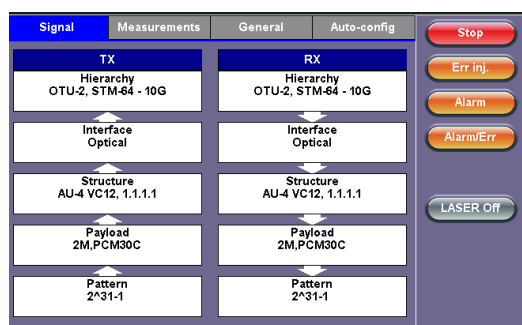 Signal
Measurements
General
Auto-config
TX
Hierarchy
OTU-2, STM-64 - 10G
Interface
Optical
Structure
AU-4 VC12, 1.1.1.1
Payload
2M,PCM30C
Pattern
2^31-1
RX
Hierarchy
OTU-2, STM-64 - 10G
Interface
Optical
Structure
AU-4 VC12, 1.1.1.1
Payload
2M,PCM30C
Pattern
2^31-1
Stop
Err inj.
Alarm
Alarm/Err
LASER Off